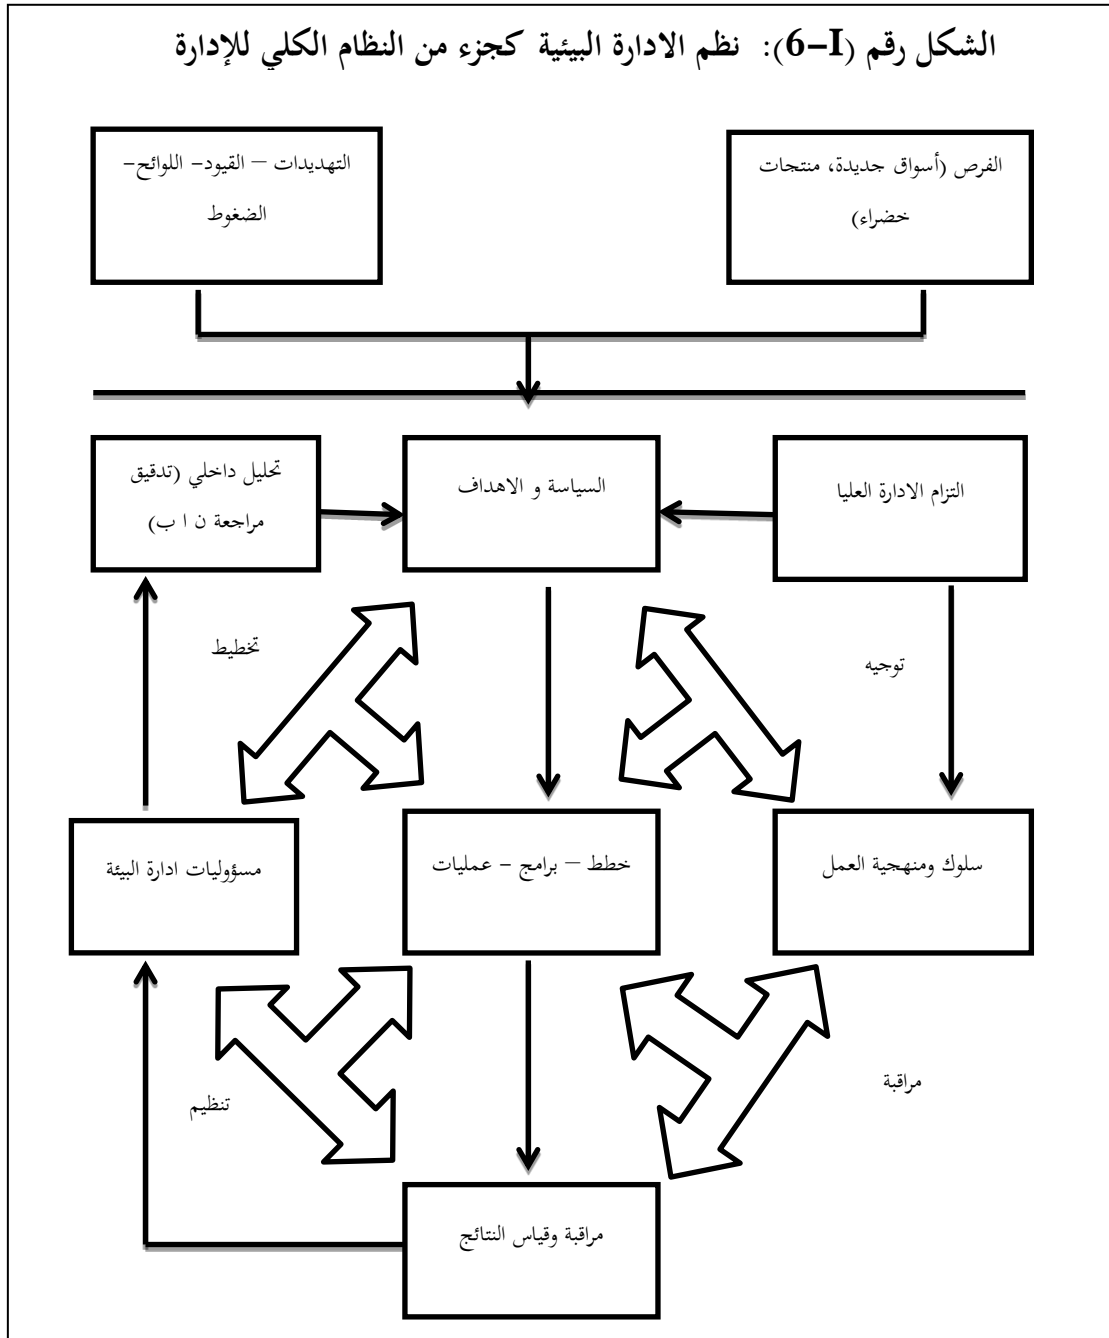 الشكل رقم (I-6): نظم الادارة البيئية كجزء من النظام الكلي للإدارة
الفرص (أسواق جديدة، منتجات
خضراء)
التهديدات – القيود- اللوائح-
الضغوط
التزام الادارة العليا
السياسة و الاهداف
تحليل داخلي (تدقيق
مراجعة ن ا ب)
توجيه
تخطيط
سلوك ومنهجية العمل
خطط – برامج - عمليات
مسؤوليات ادارة البيئة
مراقبة
تنظيم
مراقبة وقياس النتائج